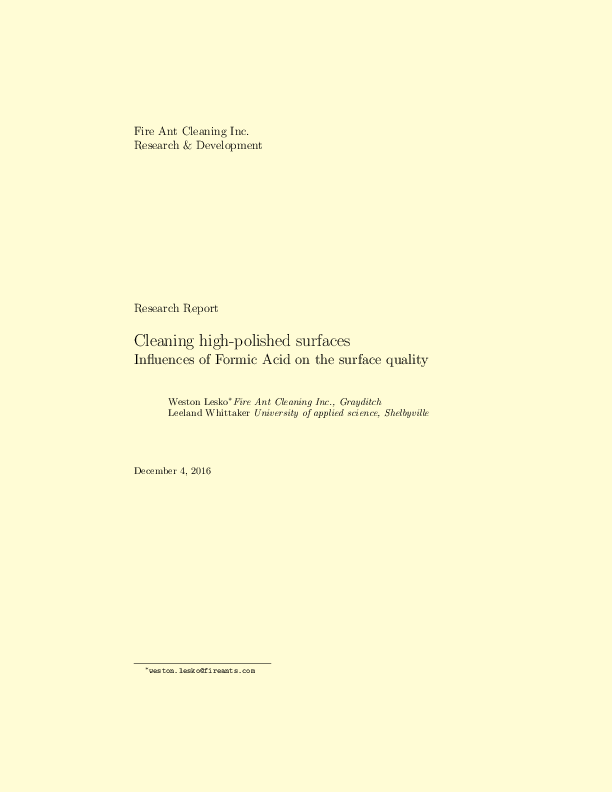 Fire Ant Cleaning Inc.
Research & Development
Research Report
Cleaning high-polished surfaces
Influences of Formic Acid on the surface quality
Weston Lesko*Fire Ant Cleaning Inc., Grayditch
Leeland Whittaker University of applied science, Shelbyville
December 4, 2016
*weston.lesko@fireants.com